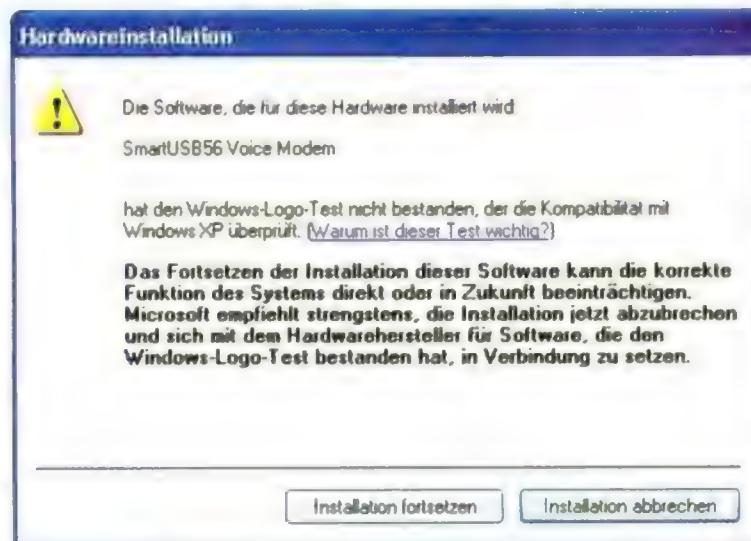 Hardwareinstallation
Die Software, die für diese Hardware installiert wird
SmartUSB56 Voice Modem
hat den Windows-Logo-Test nicht bestanden, der die Kompatibilität mit
Windows XP überprüft. (Warum ist dieser Test wichtig?)
Das Fortsetzen der Installation dieser Software kann die korrekte
Funktion des Systems direkt oder in Zukunft beeinträchtigen.
Microsoft empfiehlt strengstens, die Installation jetzt abzubrechen
und sich mit dem Hardwarehersteller für Software, die den
Windows-Logo-Test bestanden hat, in Verbindung zu setzen.
Installation fortsetzen
Installation abbrechen